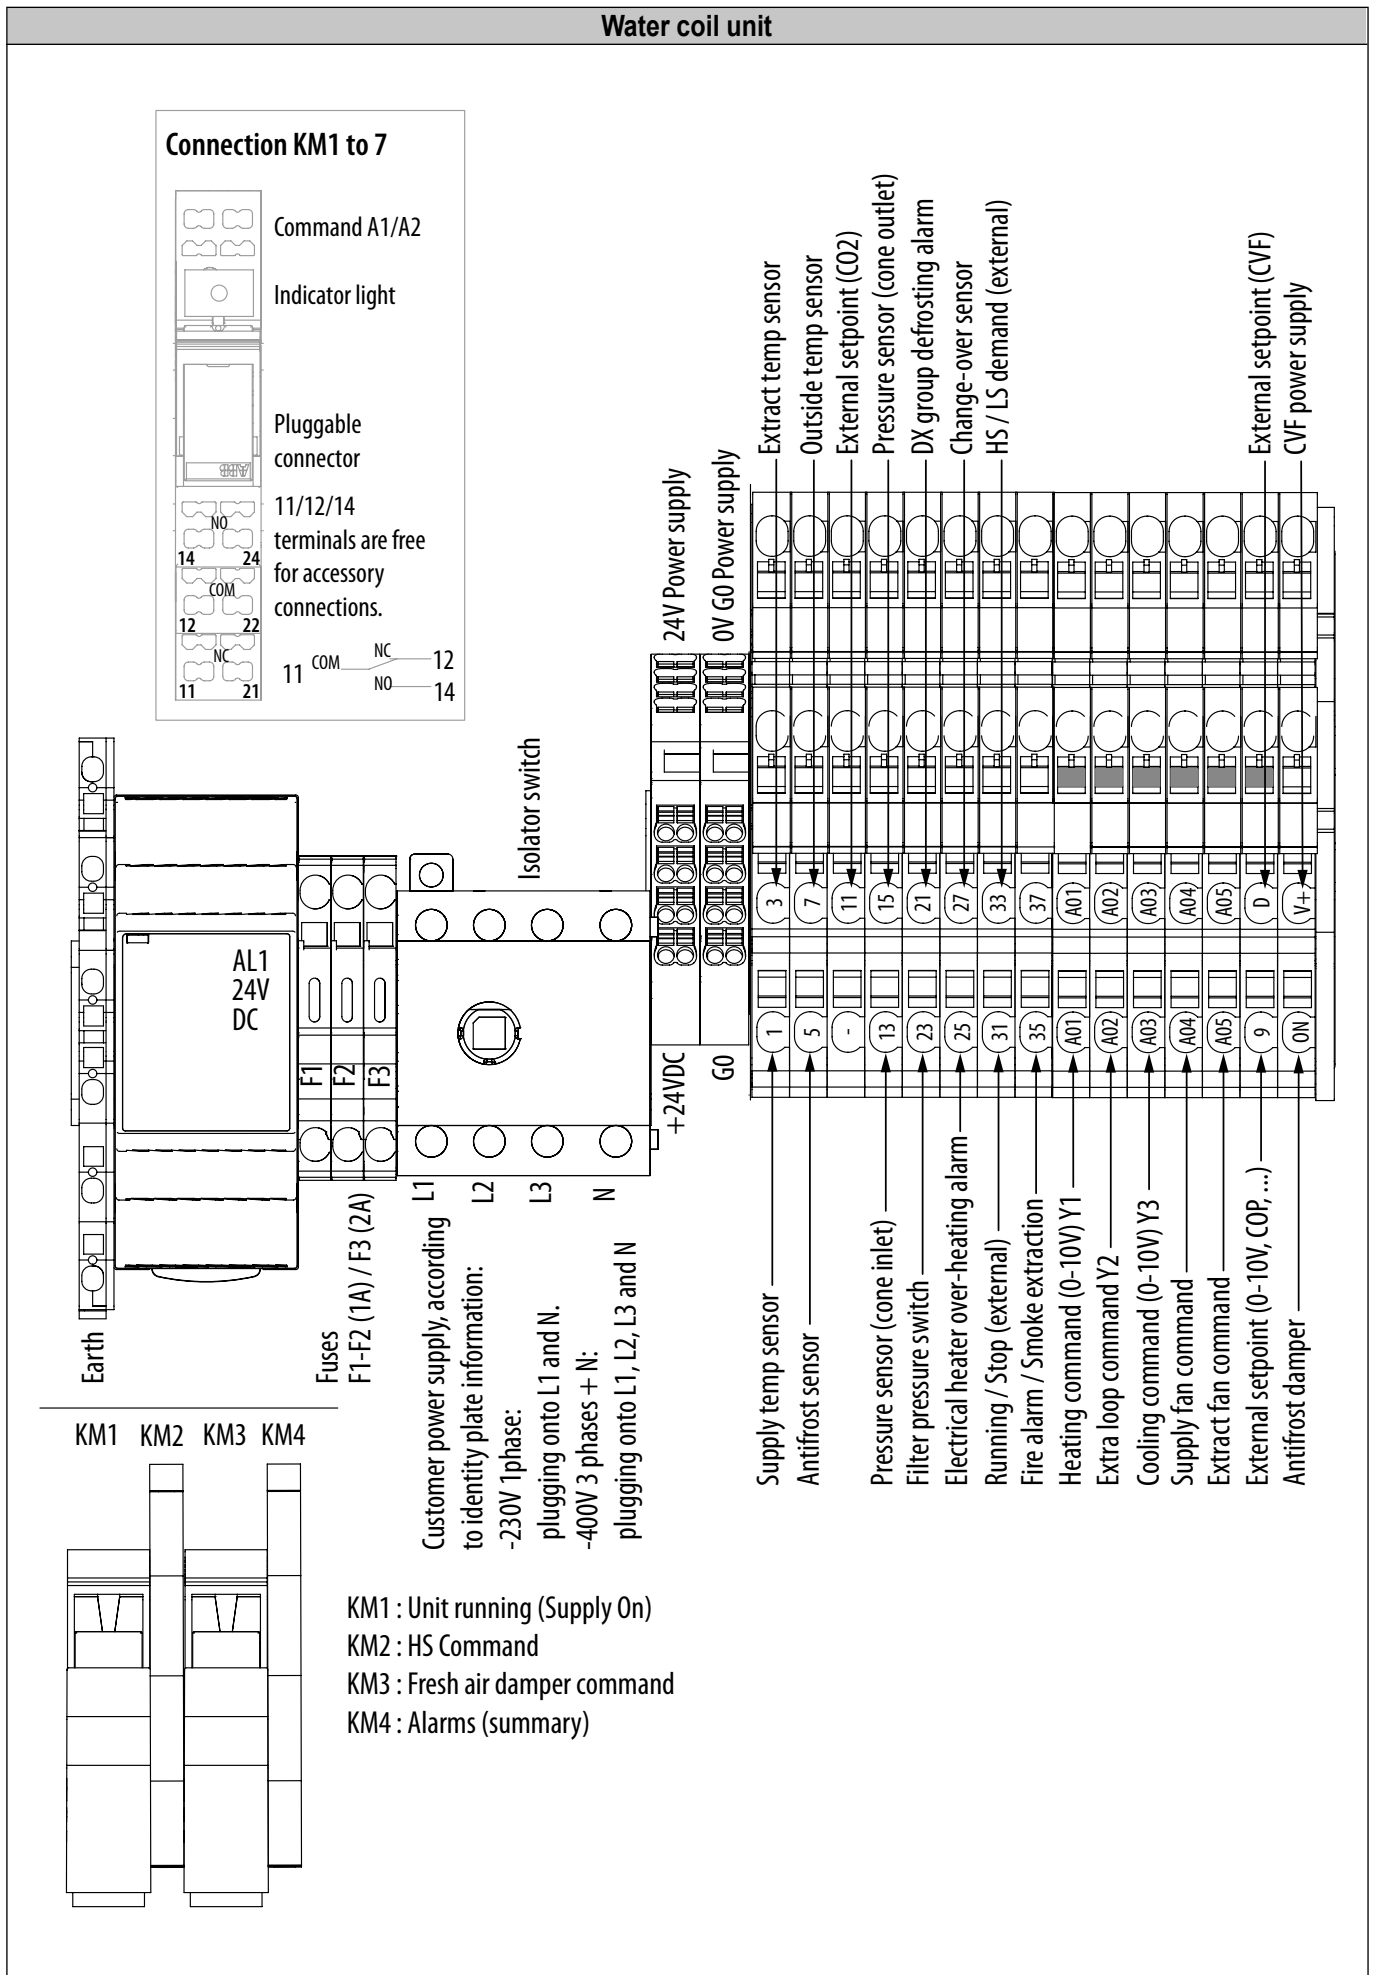 Water coil unit
Connection KM1 to 7
Command A1/A2
Indicator light
Pluggable
connector
ABB
11/12/14
terminals are free
for accessory
connections.
NO
14 24
COM
12 22
NC
11 21
11 COM NC 12
NO 14
Extract temp sensor
Outside temp sensor
External setpoint (CO2)
Pressure sensor (cone outlet)
DX group defrosting alarm
Change-over sensor
HS / LS demand (external)
External setpoint (CVF)
CVF power supply
24V Power supply
0V G0 Power supply
Isolator switch
AL1
24V
DC
F1
F2
F3
+24VDC
G0
3 7 11 15 21 27 33 37 A01 A02 A03 A04 A05 D V+
1 5 - 13 23 25 31 35 A01 A02 A03 A04 A05 9 ON
L1
L2
L3
N
Earth
Fuses
F1-F2 (1A) / F3 (2A)
Customer power supply, according
to identity plate information:
-230V 1phase:
plugging onto L1 and N.
-400V 3 phases + N:
plugging onto L1, L2, L3 and N
Supply temp sensor
Antifrost sensor
Pressure sensor (cone inlet)
Filter pressure switch
Electrical heater over-heating alarm
Running / Stop (external)
Fire alarm / Smoke extraction
Heating command (0-10V) Y1
Extra loop command Y2
Cooling command (0-10V) Y3
Supply fan command
Extract fan command
External setpoint (0-10V, COP, ...)
Antifrost damper
KM1 KM2 KM3 KM4
KM1 : Unit running (Supply On)
KM2 : HS Command
KM3 : Fresh air damper command
KM4 : Alarms (summary)